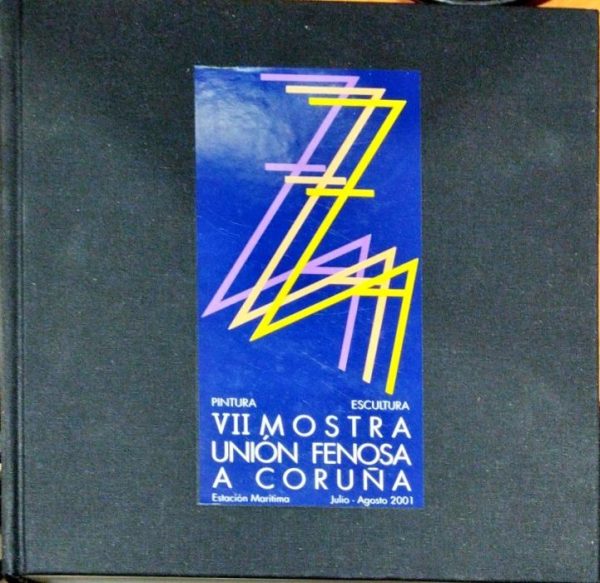 PINTURA ESCULTURA
VII MOSTRA
UNIÓN FENOSA
A CORUÑA
Estación Marítima Julio - Agosto 2001